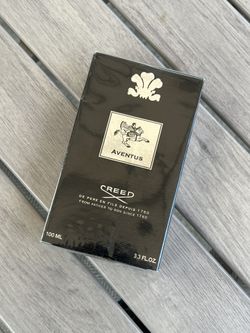 AVENTUS
CREED
DE PERE EN FILS DEPUIS 1760
FROM FATHER TO SON SINCE 1760
100 ML
3.3 FL.OZ.